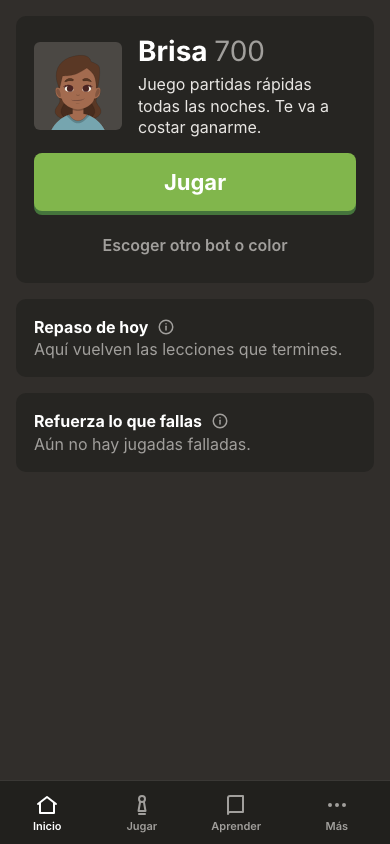 Brisa 700
Juego partidas rápidas
todas las noches. Te va a
costar ganarme.
Jugar
Escoger otro bot o color
Repaso de hoy
Aquí vuelven las lecciones que termines.
Refuerza lo que fallas
Aún no hay jugadas falladas.
Inicio
Jugar
Aprender
Más